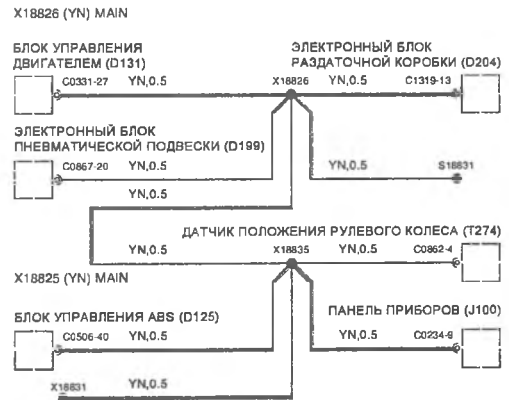 X18826 (YN) MAIN
БЛОК УПРАВЛЕНИЯ
ДВИГАТЕЛЕМ (D131)
ЭЛЕКТРОННЫЙ БЛОК
РАЗДАТОЧНОЙ КОРОБКИ (D204)
C0331-27 YN,0.5 X18826 YN,0.5 C1319-13
ЭЛЕКТРОННЫЙ БЛОК
ПНЕВМАТИЧЕСКОЙ ПОДВЕСКИ (D199)
C0867-20 YN,0.5 YN,0.5 S18831
YN,0.5
ДАТЧИК ПОЛОЖЕНИЯ РУЛЕВОГО КОЛЕСА (T274)
YN,0.5 X18835 YN,0.5 C0862-4
X18825 (YN) MAIN
БЛОК УПРАВЛЕНИЯ ABS (D125)
ПАНЕЛЬ ПРИБОРОВ (J100)
C0506-40 YN,0.5 YN,0.5 C0234-9
X18831 YN,0.5